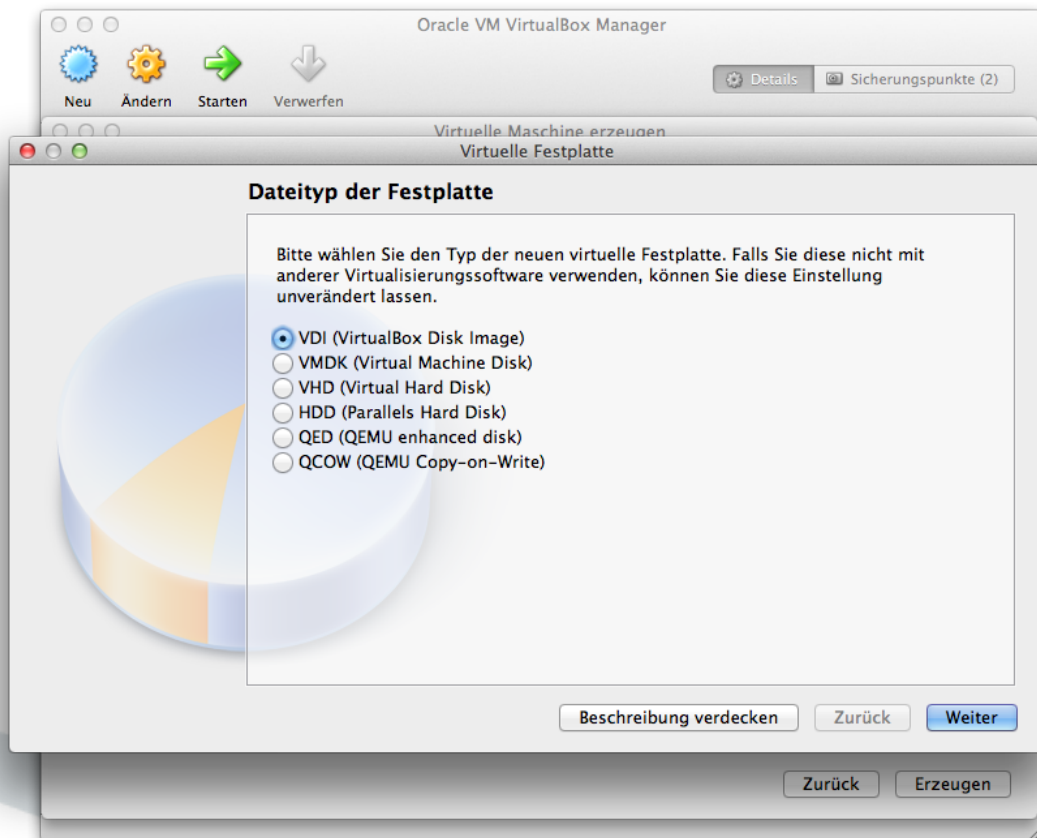 Oracle VM VirtualBox Manager
Neu Ändern Starten Verwerfen
Details Sicherungspunkte (2)
Virtuelle Maschine erzeugen
Virtuelle Festplatte
Dateityp der Festplatte
Bitte wählen Sie den Typ der neuen virtuelle Festplatte. Falls Sie diese nicht mit
anderer Virtualisierungssoftware verwenden, können Sie diese Einstellung
unverändert lassen.
VDI (VirtualBox Disk Image)
VMDK (Virtual Machine Disk)
VHD (Virtual Hard Disk)
HDD (Parallels Hard Disk)
QED (QEMU enhanced disk)
QCOW (QEMU Copy-on-Write)
Beschreibung verdecken Zurück Weiter
Zurück Erzeugen